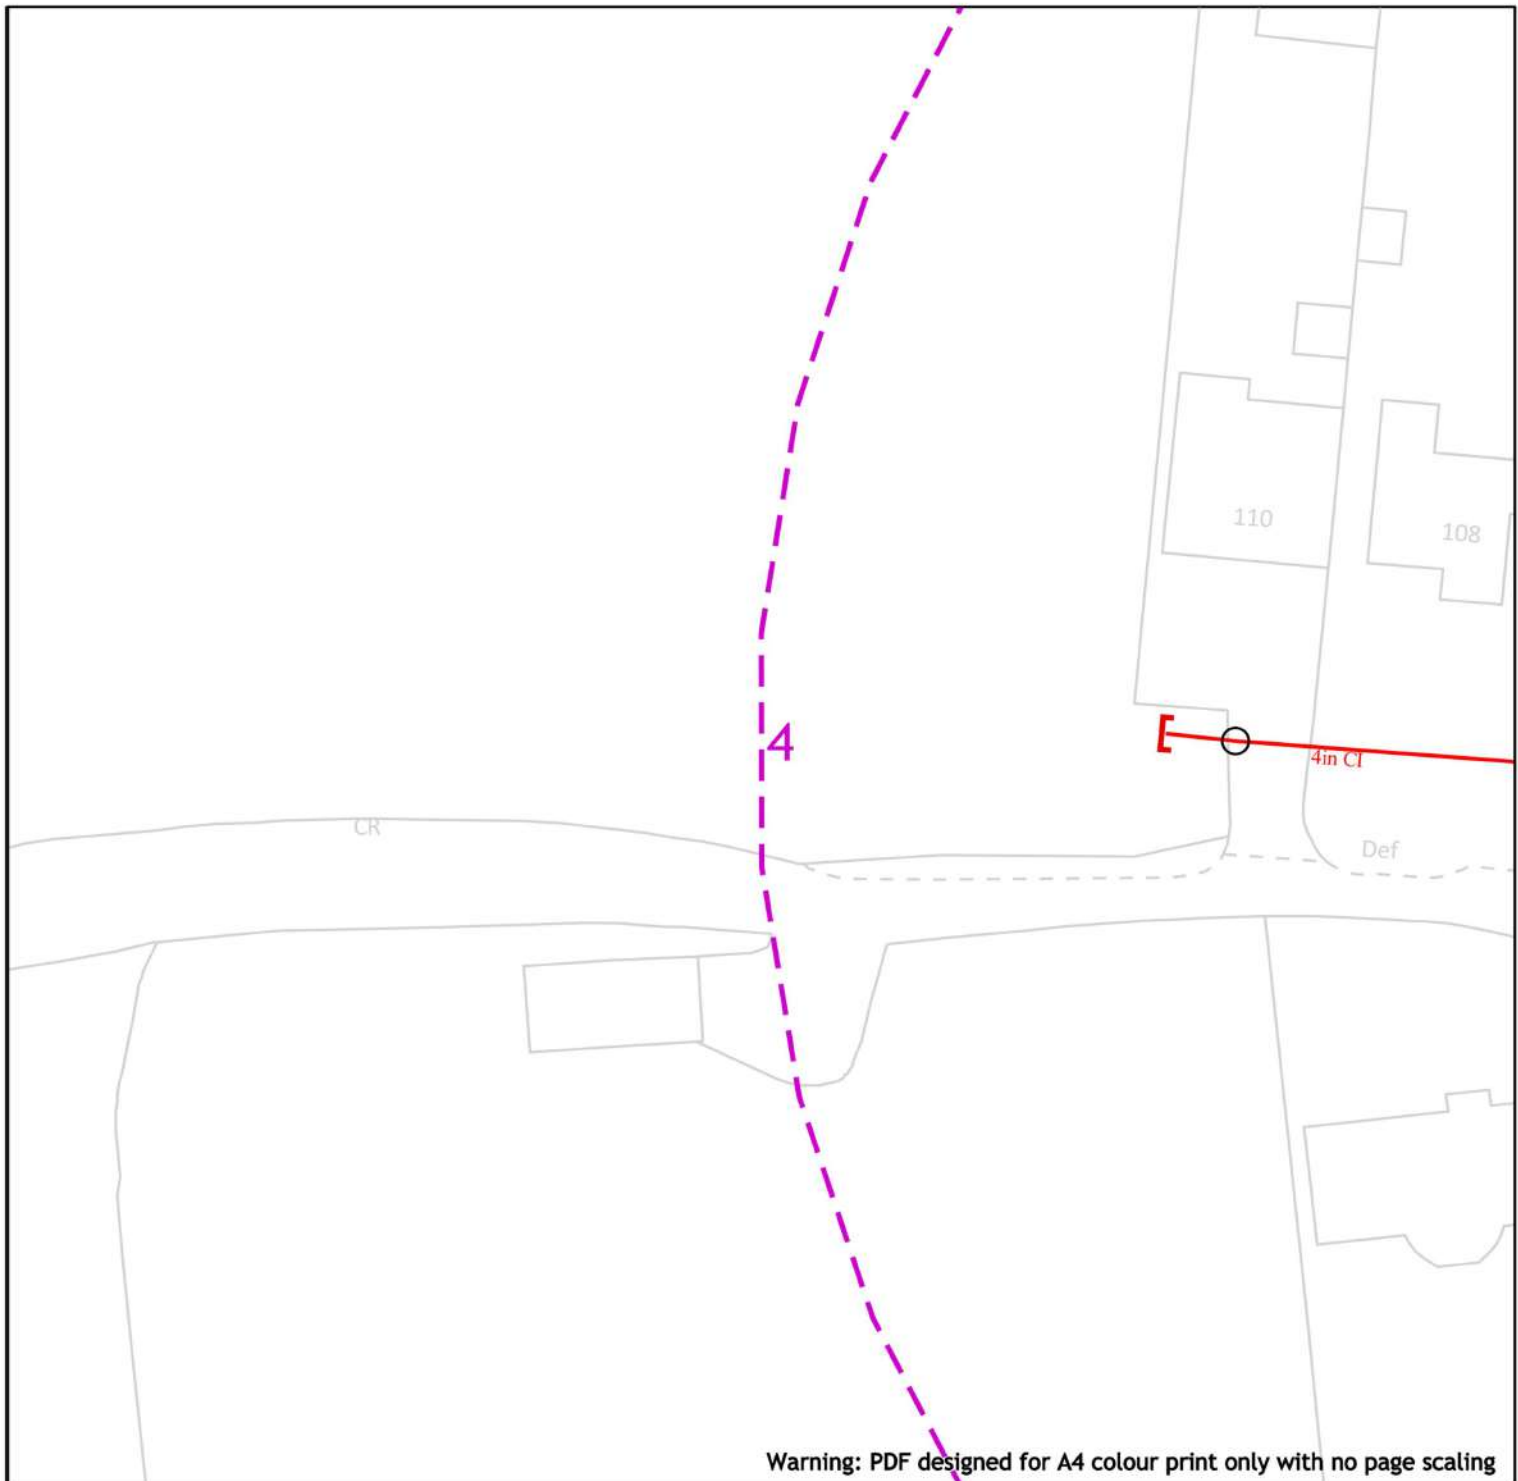 110
108
4
4in CI
CR
Def
Warning: PDF designed for A4 colour print only with no page scaling